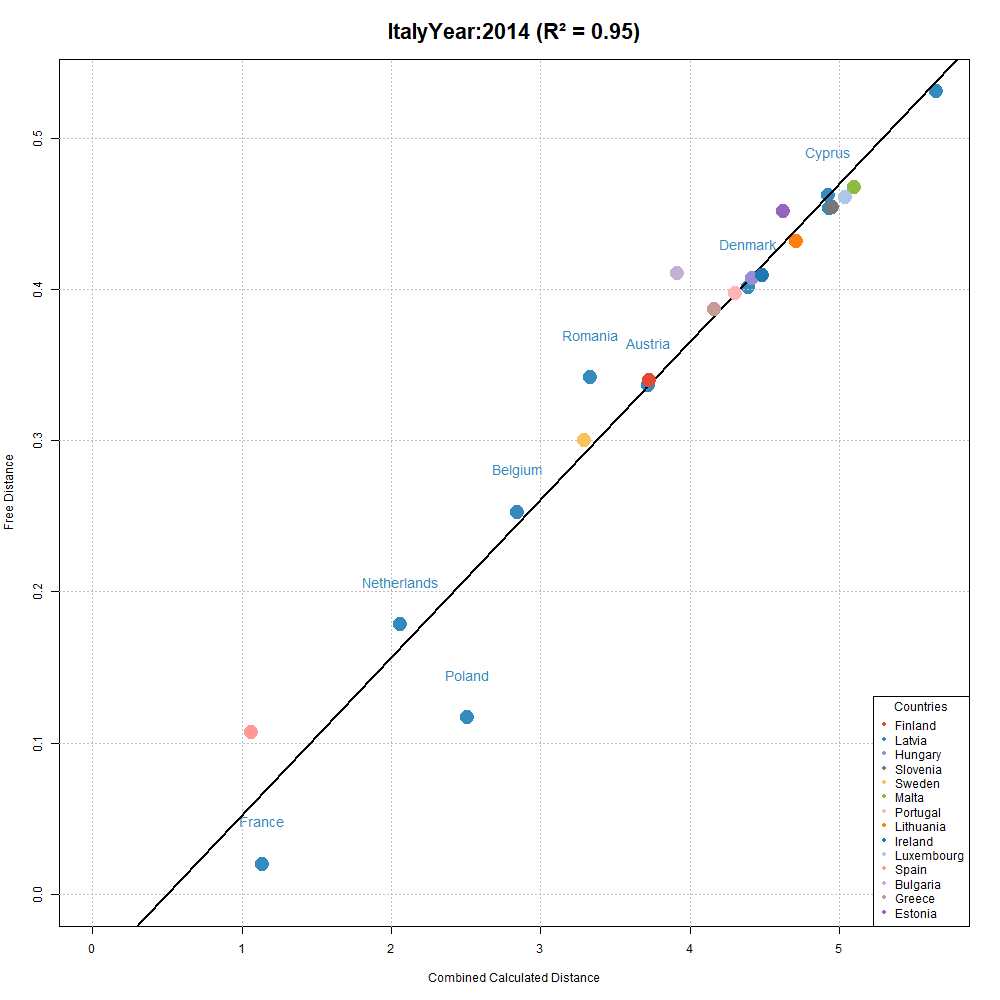 ItalyYear:2014 (R² = 0.95)
Free Distance
0.5
0.4
0.3
0.2
0.1
0.0
Cyprus
Denmark
Romania
Austria
Belgium
Netherlands
Poland
France
Countries
Finland
Latvia
Hungary
Slovenia
Sweden
Malta
Portugal
Lithuania
Ireland
Luxembourg
Spain
Bulgaria
Greece
Estonia
0 1 2 3 4 5
Combined Calculated Distance